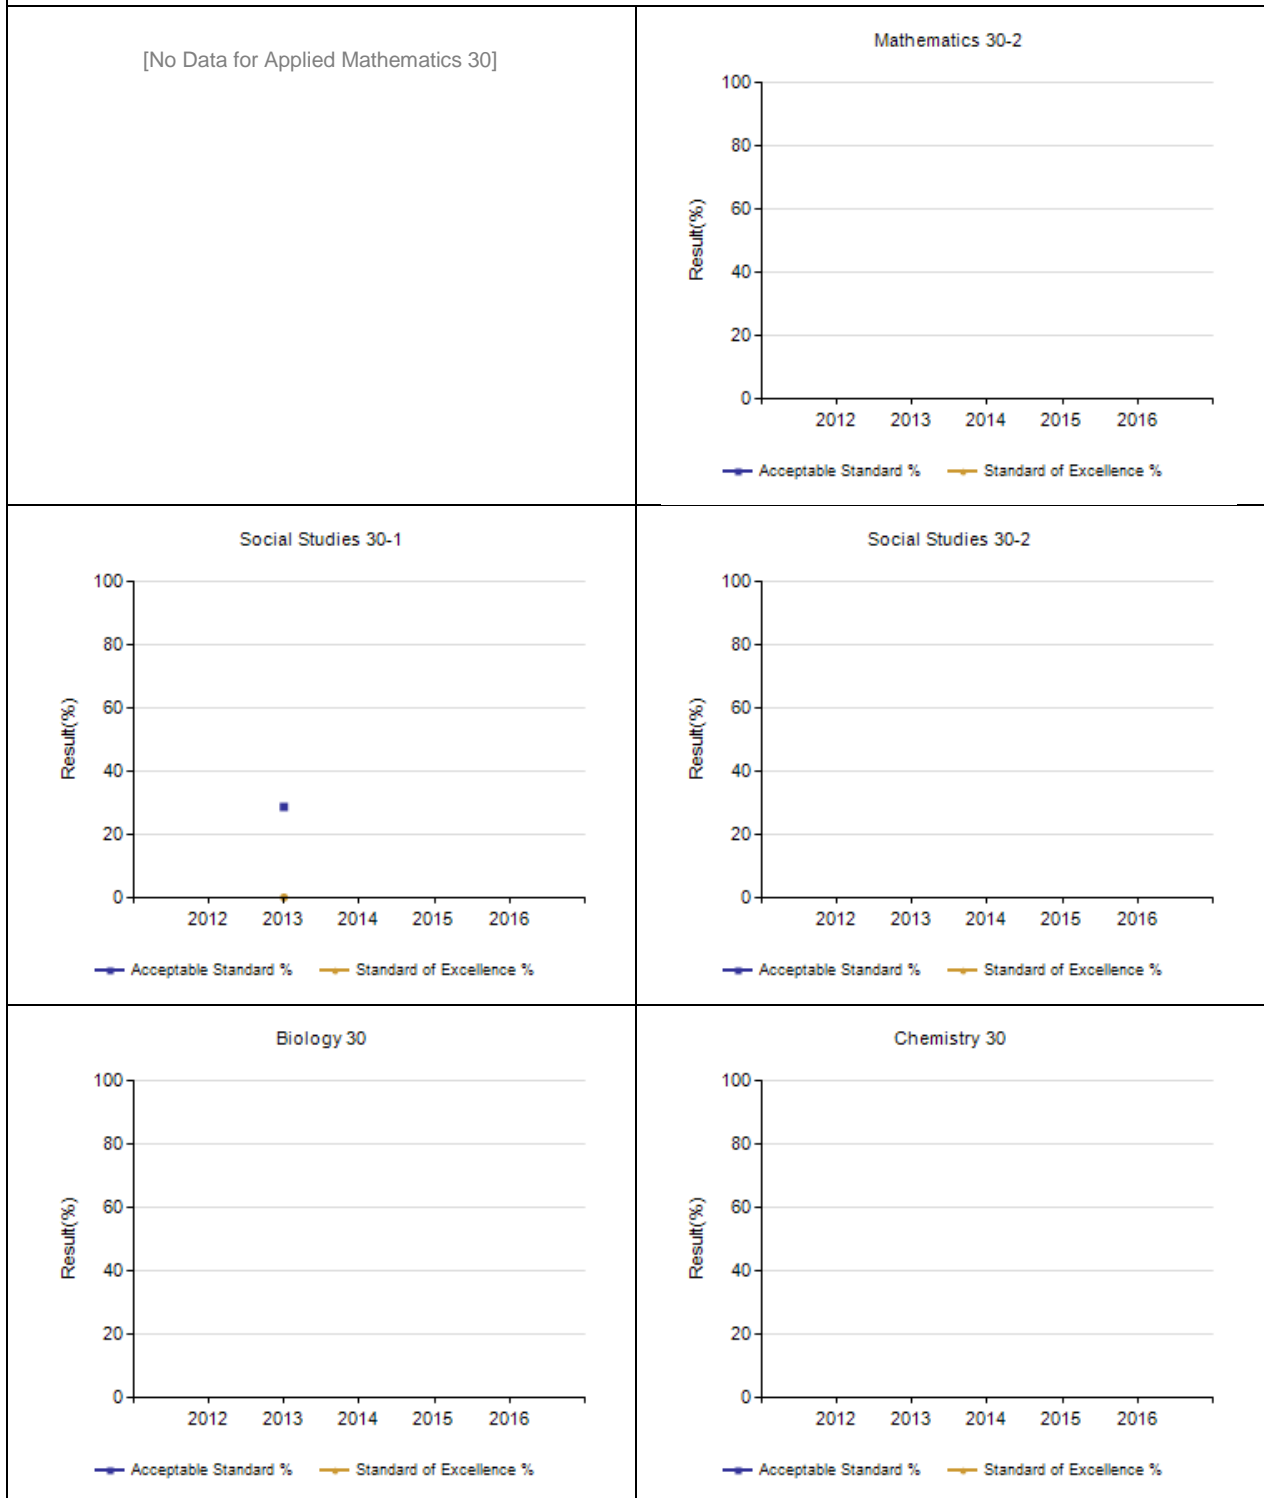 [No Data for Applied Mathematics 30]
Mathematics 30-2
100
80
60
40
20
0
Result(%)
2012 2013 2014 2015 2016
Acceptable Standard % Standard of Excellence %
Social Studies 30-1
100
80
60
40
20
0
Result(%)
2012 2013 2014 2015 2016
Acceptable Standard % Standard of Excellence %
Social Studies 30-2
100
80
60
40
20
0
Result(%)
2012 2013 2014 2015 2016
Acceptable Standard % Standard of Excellence %
Biology 30
100
80
60
40
20
0
Result(%)
2012 2013 2014 2015 2016
Acceptable Standard % Standard of Excellence %
Chemistry 30
100
80
60
40
20
0
Result(%)
2012 2013 2014 2015 2016
Acceptable Standard % Standard of Excellence %